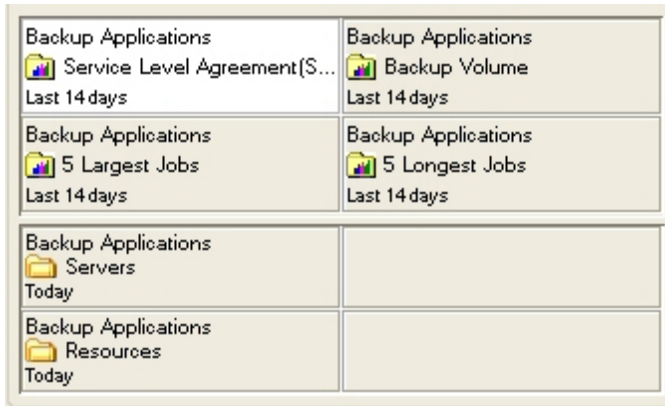 Backup Applications
Service Level Agreement(S...
Last 14 days
Backup Applications
Backup Volume
Last 14 days
Backup Applications
5 Largest Jobs
Last 14 days
Backup Applications
5 Longest Jobs
Last 14 days
Backup Applications
Servers
Today
Backup Applications
Resources
Today